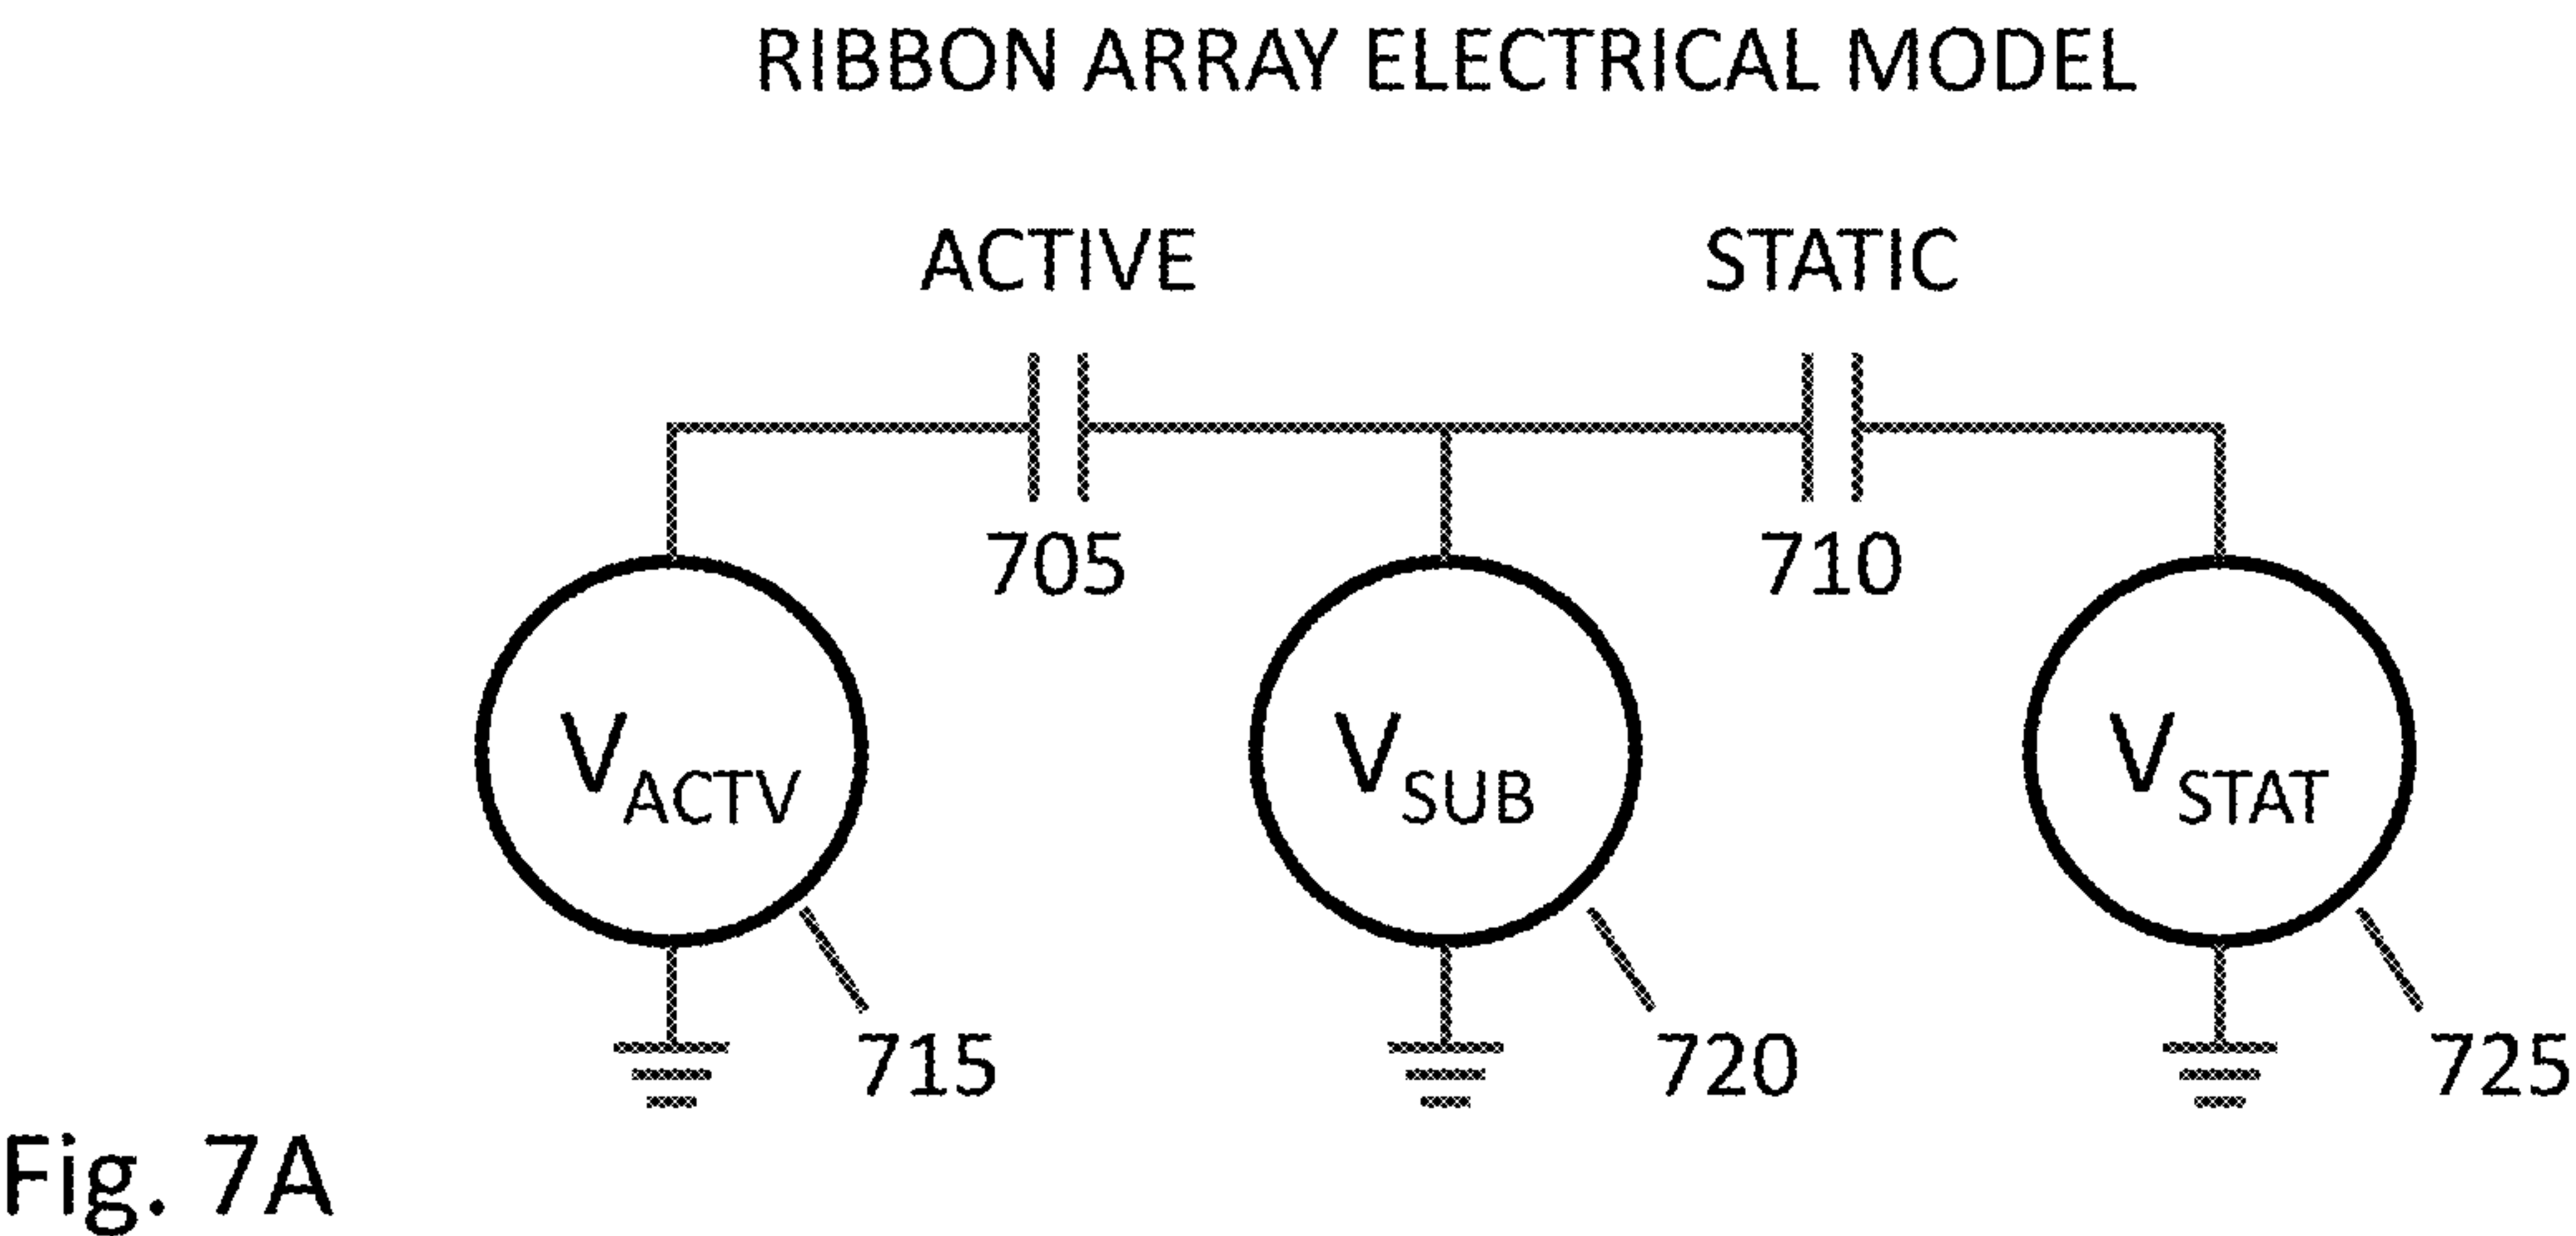 RIBBON ARRAY ELECTRICAL MODEL
ACTIVE STATIC
705 710
VACTV VSUB VSTAT
715 720 725
Fig. 7A